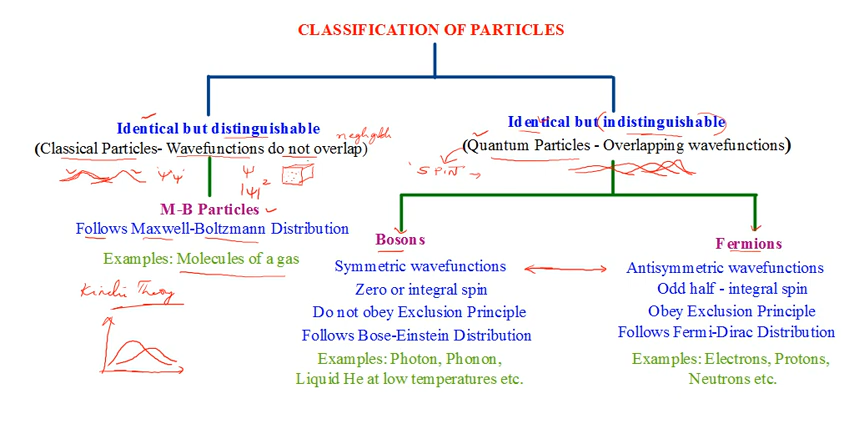 CLASSIFICATION OF PARTICLES
Identical but distinguishable
(Classical Particles- Wavefunctions do not overlap)
negligible
ψψ
ψ
|ψ|²
M-B Particles
Follows Maxwell-Boltzmann Distribution
Examples: Molecules of a gas
Kinetic Theory
Identical but (indistinguishable)
(Quantum Particles - Overlapping wavefunctions)
'SPIN'
Bosons
Symmetric wavefunctions
Zero or integral spin
Do not obey Exclusion Principle
Follows Bose-Einstein Distribution
Examples: Photon, Phonon,
Liquid He at low temperatures etc.
Fermions
Antisymmetric wavefunctions
Odd half - integral spin
Obey Exclusion Principle
Follows Fermi-Dirac Distribution
Examples: Electrons, Protons,
Neutrons etc.